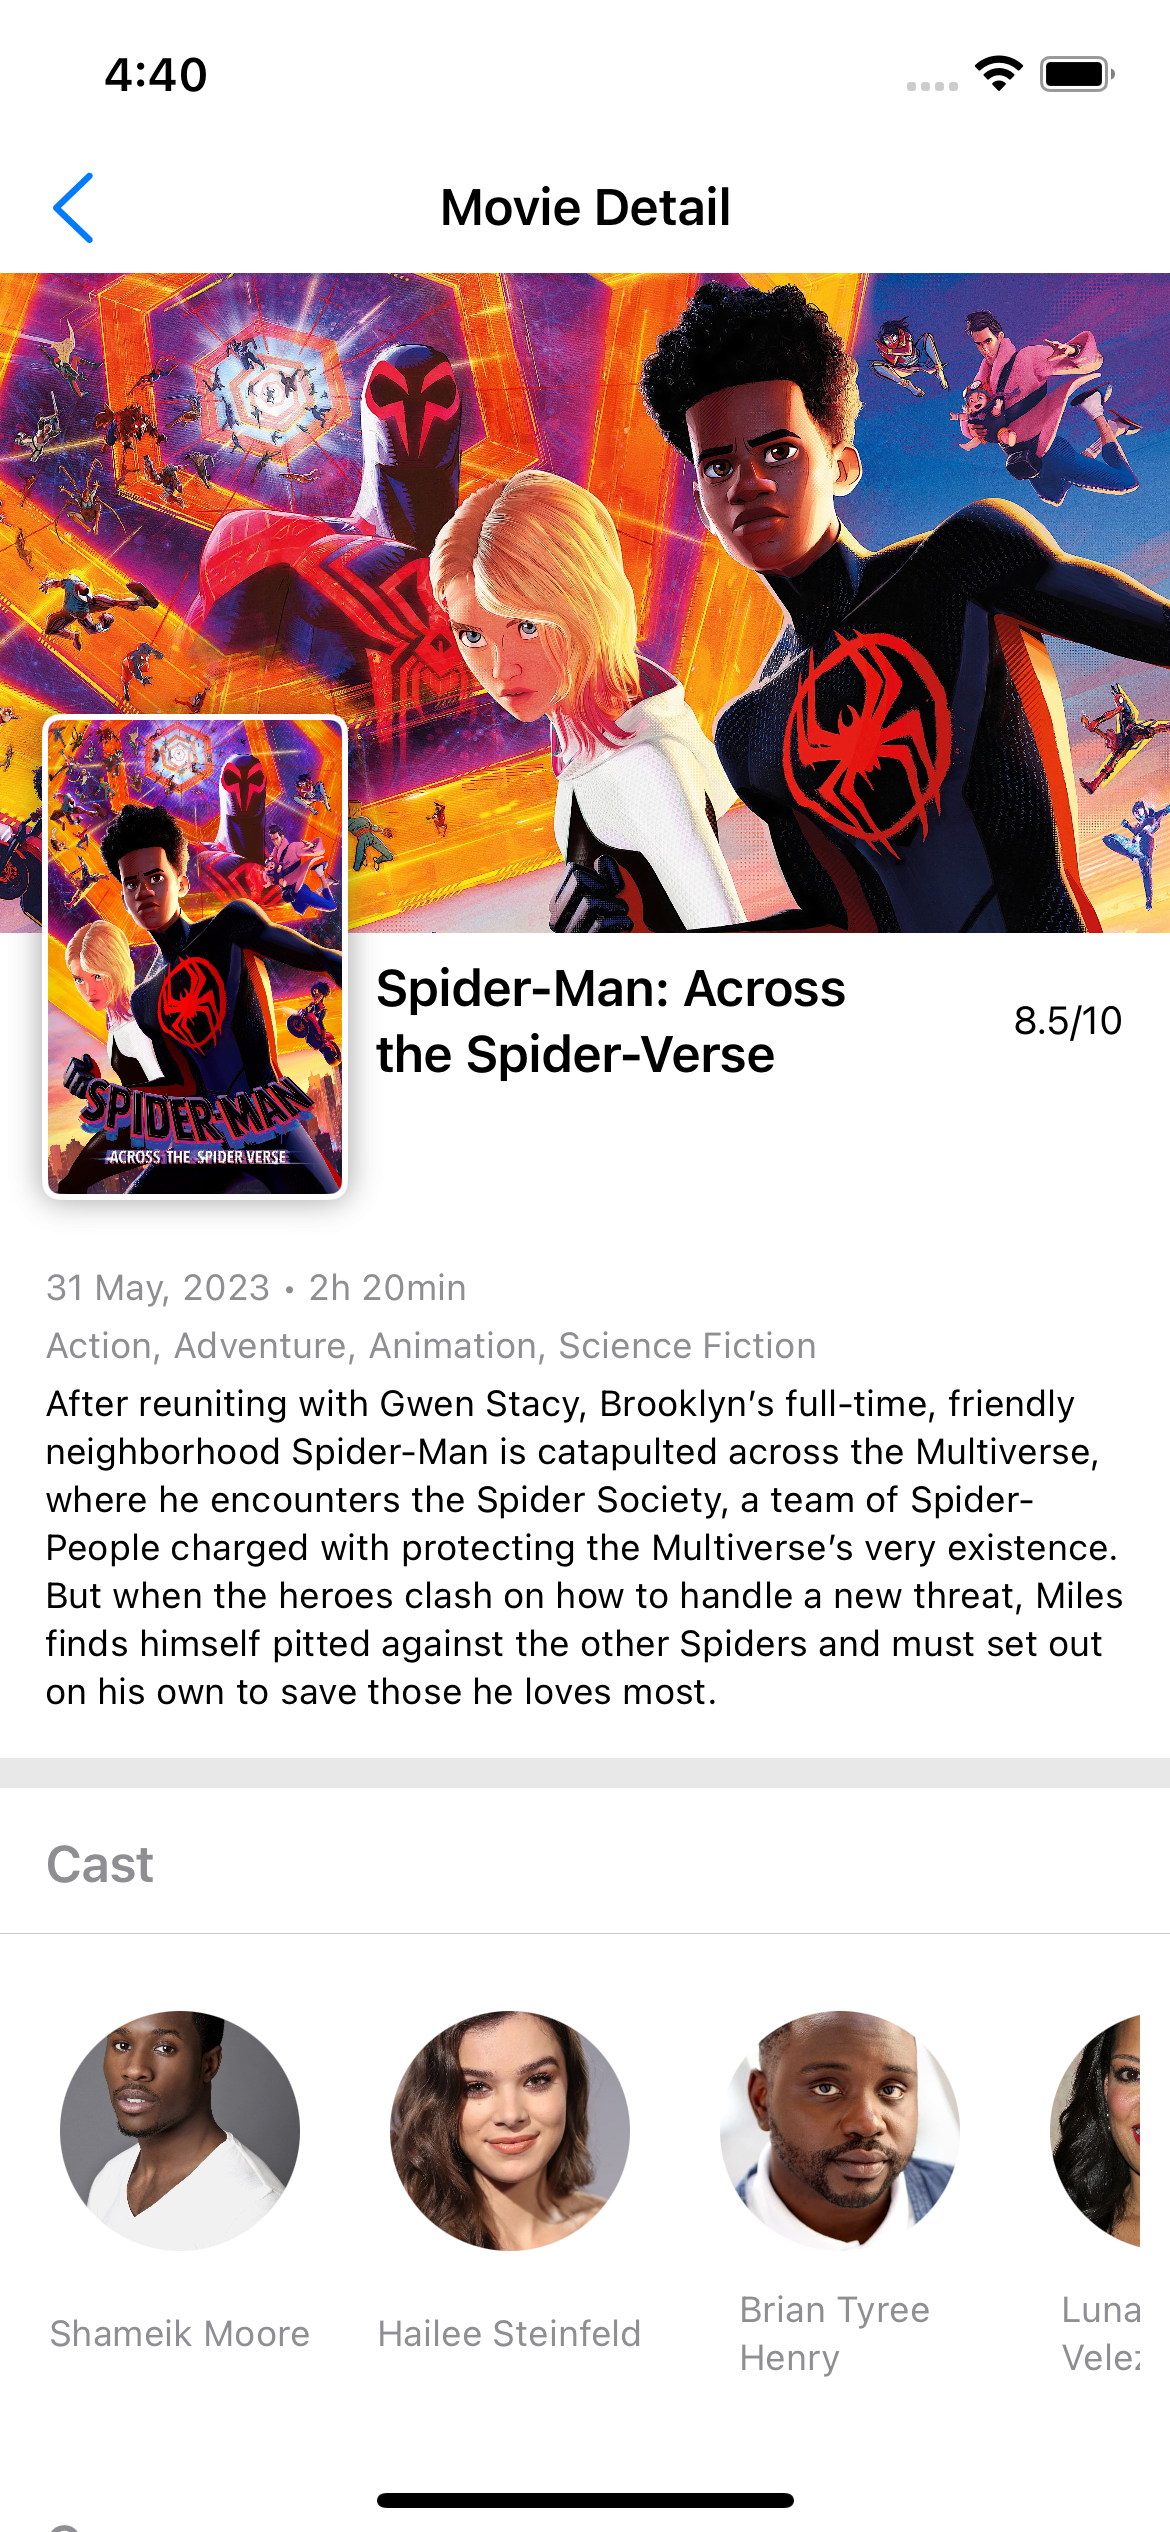 4:40
Movie Detail
SPIDER-MAN
ACROSS THE SPIDER-VERSE
Spider-Man: Across
the Spider-Verse
8.5/10
31 May, 2023 • 2h 20min
Action, Adventure, Animation, Science Fiction
After reuniting with Gwen Stacy, Brooklyn’s full-time, friendly
neighborhood Spider-Man is catapulted across the Multiverse,
where he encounters the Spider Society, a team of Spider-
People charged with protecting the Multiverse’s very existence.
But when the heroes clash on how to handle a new threat, Miles
finds himself pitted against the other Spiders and must set out
on his own to save those he loves most.
Cast
Shameik Moore
Hailee Steinfeld
Brian Tyree
Henry
Luna
Velez